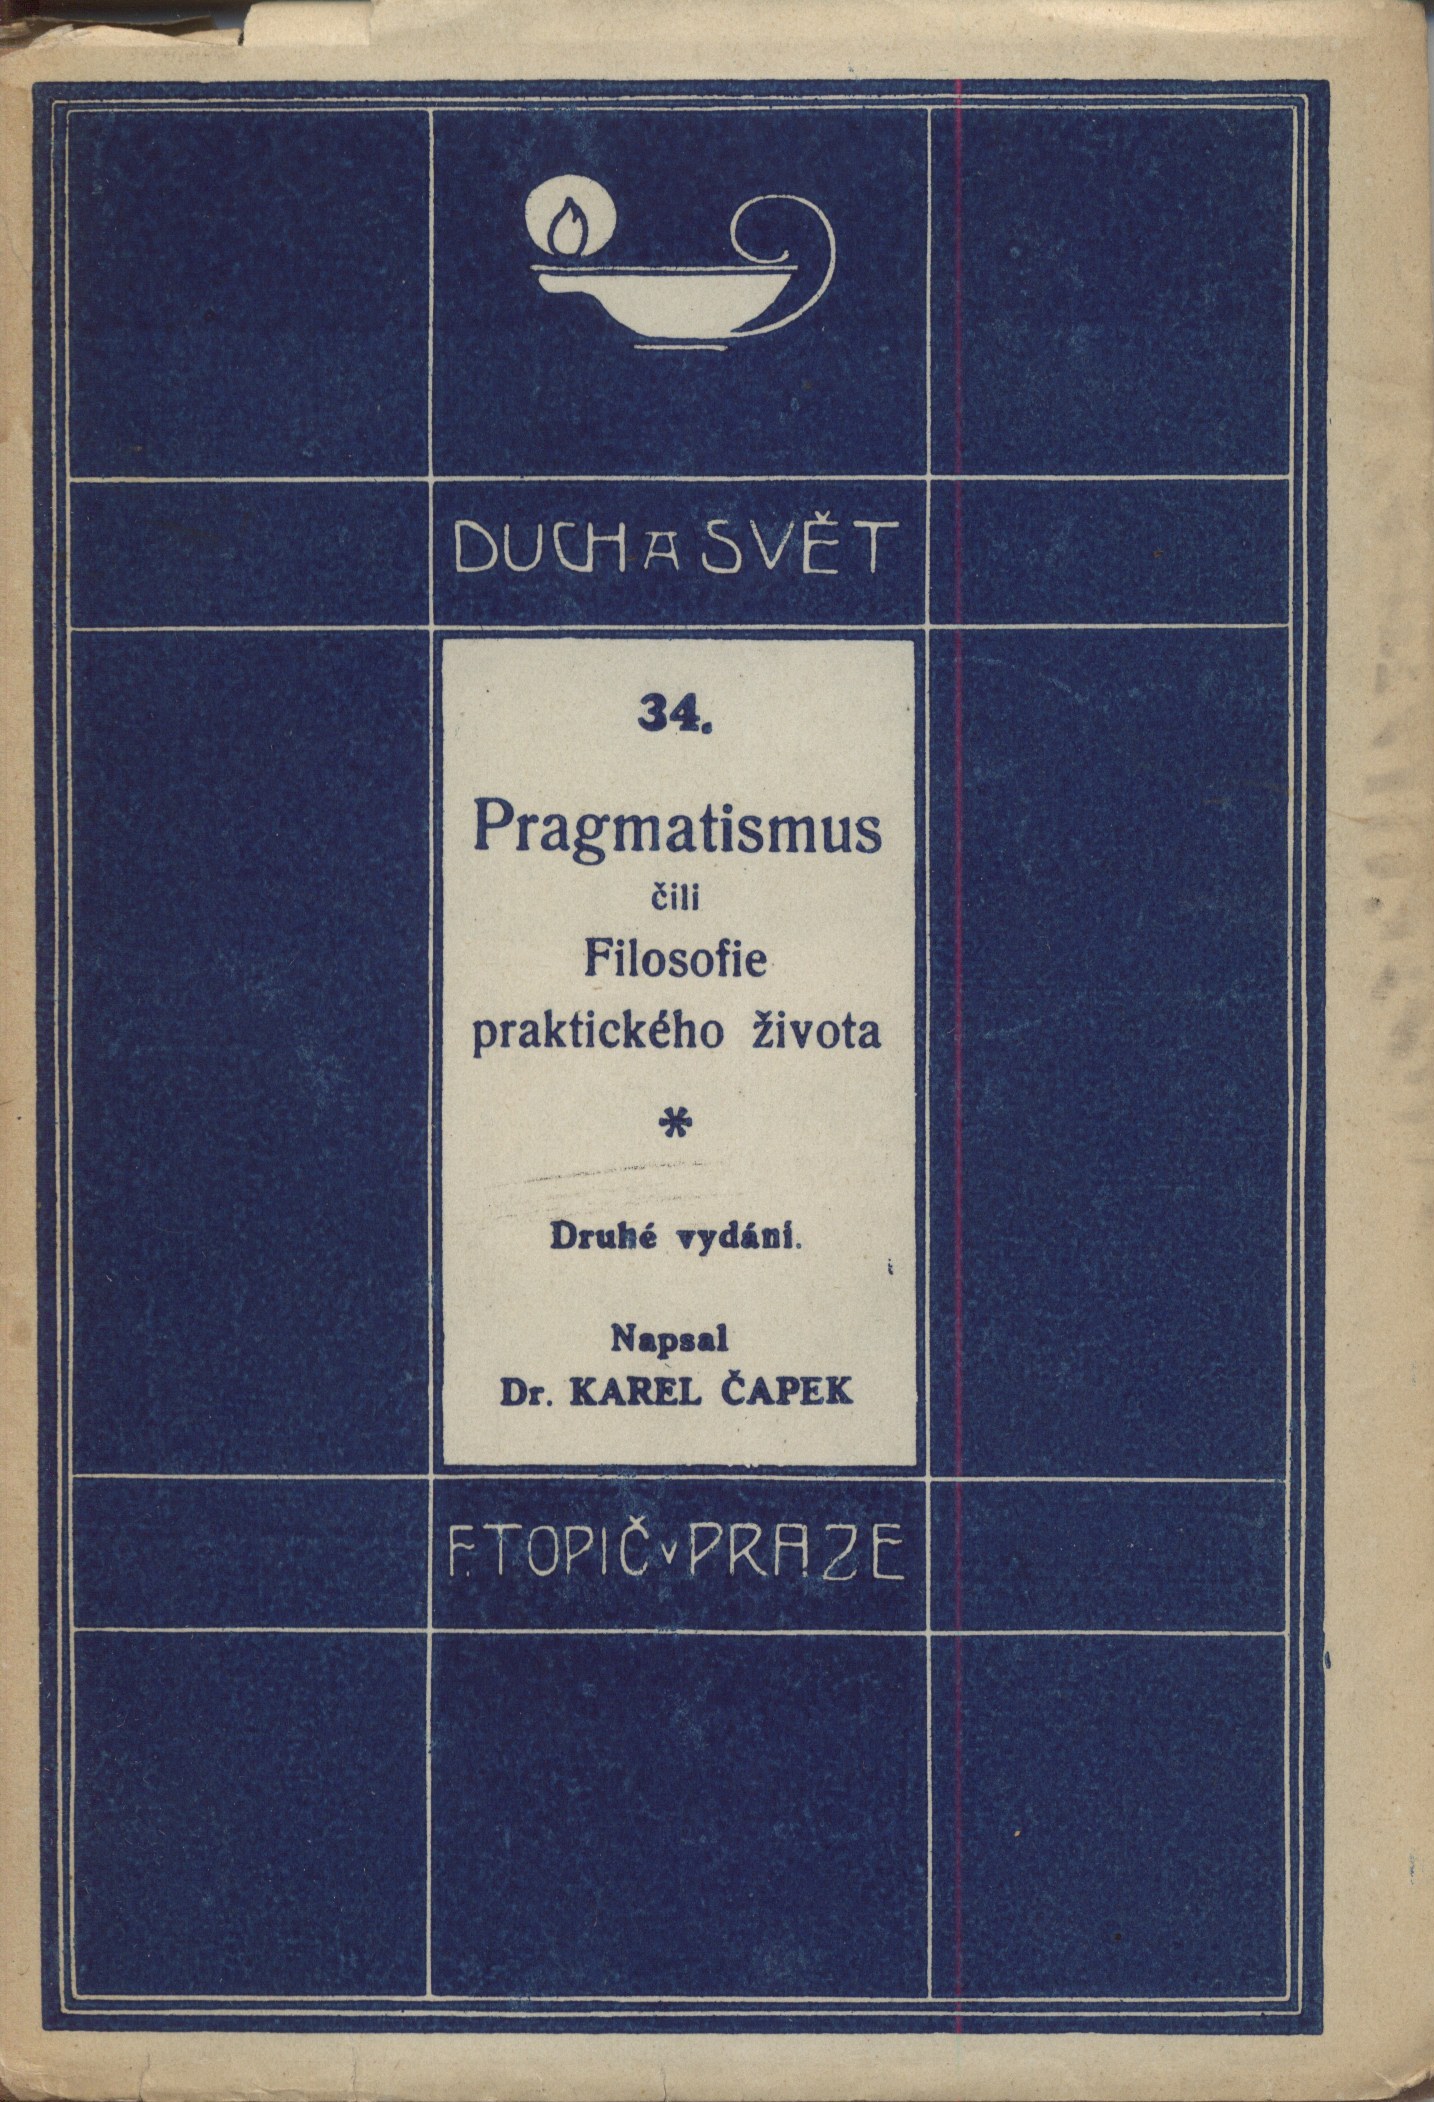 DUCH A SVĚT
34.
Pragmatismus
čili
Filosofie
praktického života
*
Druhé vydání.
Napsal
Dr. KAREL ČAPEK
F. TOPIČ v PRAZE